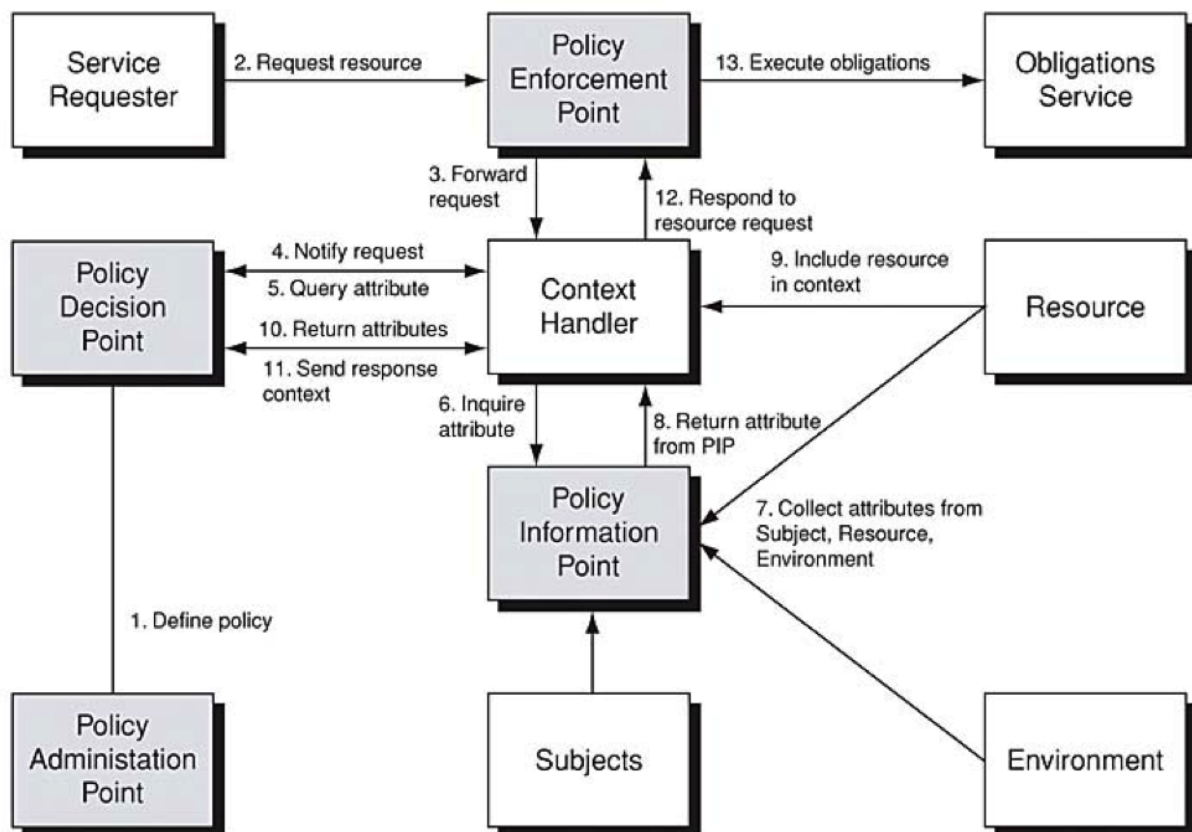 Service
Requester
2. Request resource
Policy
Enforcement
Point
13. Execute obligations
Obligations
Service
3. Forward
request
12. Respond to
resource request
Policy
Decision
Point
4. Notify request
5. Query attribute
10. Return attributes
11. Send response
context
Context
Handler
9. Include resource
in context
Resource
6. Inquire
attribute
8. Return attribute
from PIP
Policy
Information
Point
7. Collect attributes from
Subject, Resource,
Environment
1. Define policy
Policy
Administation
Point
Subjects
Environment